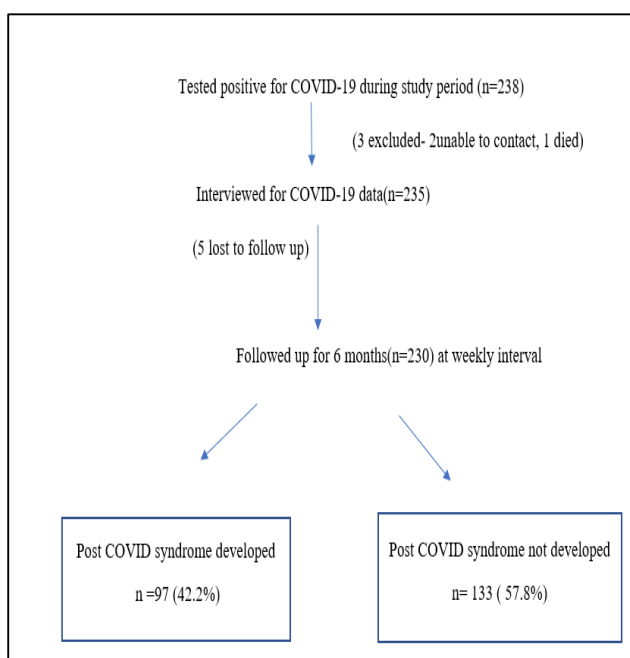 Tested positive for COVID-19 during study period (n=238)
(3 excluded- 2unable to contact, 1 died)
Interviewed for COVID-19 data(n=235)
(5 lost to follow up)
Followed up for 6 months(n=230) at weekly interval
Post COVID syndrome developed
n =97 (42.2%)
Post COVID syndrome not developed
n= 133 ( 57.8%)